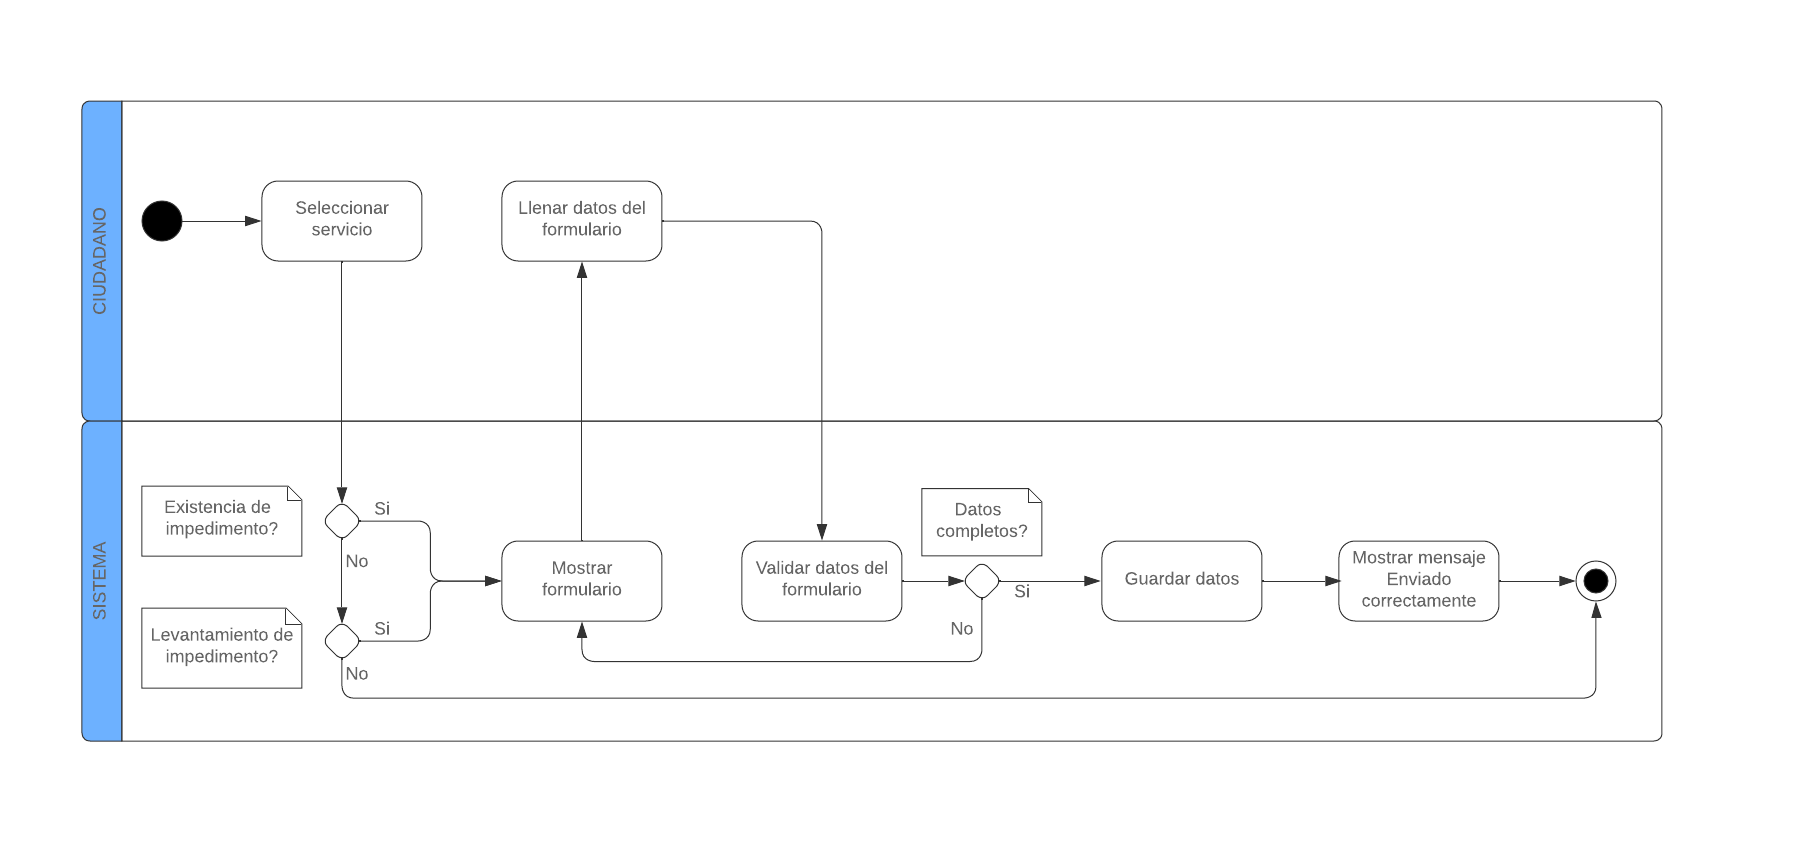 CIUDADANO
Seleccionar
servicio
Llenar datos del
formulario
SISTEMA
Existencia de
impedimento?
Si
No
Levantamiento de
impedimento?
Si
No
Mostrar
formulario
Validar datos del
formulario
Datos
completos?
Si
No
Guardar datos
Mostrar mensaje
Enviado
correctamente